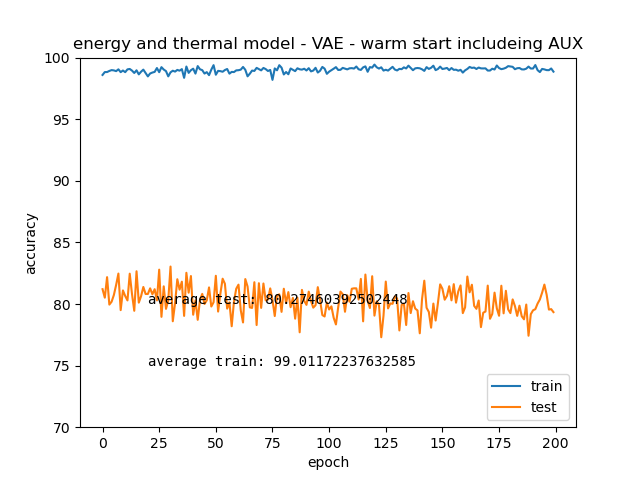 energy and thermal model - VAE - warm start includeing AUX
100
95
90
85
80
75
70
accuracy
average test: 80.27460392502448
average train: 99.01172237632585
train
test
0 25 50 75 100 125 150 175 200
epoch